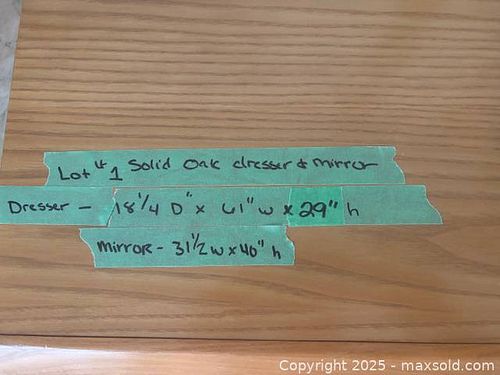 Lot # 1 Solid Oak dresser & mirror
Dresser - 18 1/4 D" x 61" w x 29" h
mirror - 31 1/2 w x 40" h
Copyright © 2025 - maxsold.com